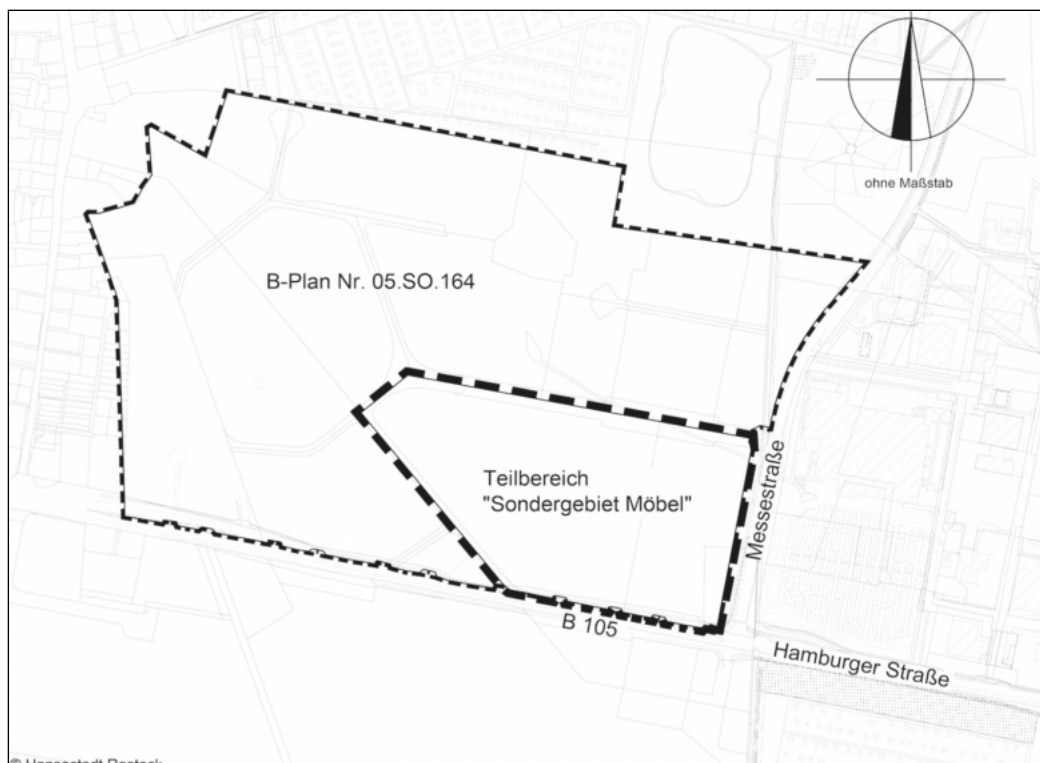 ohne Maßstab
B-Plan Nr. 05.SO.164
Teilbereich
"Sondergebiet Möbel"
Messestraße
B 105
Hamburger Straße
© Hansestadt Rostock